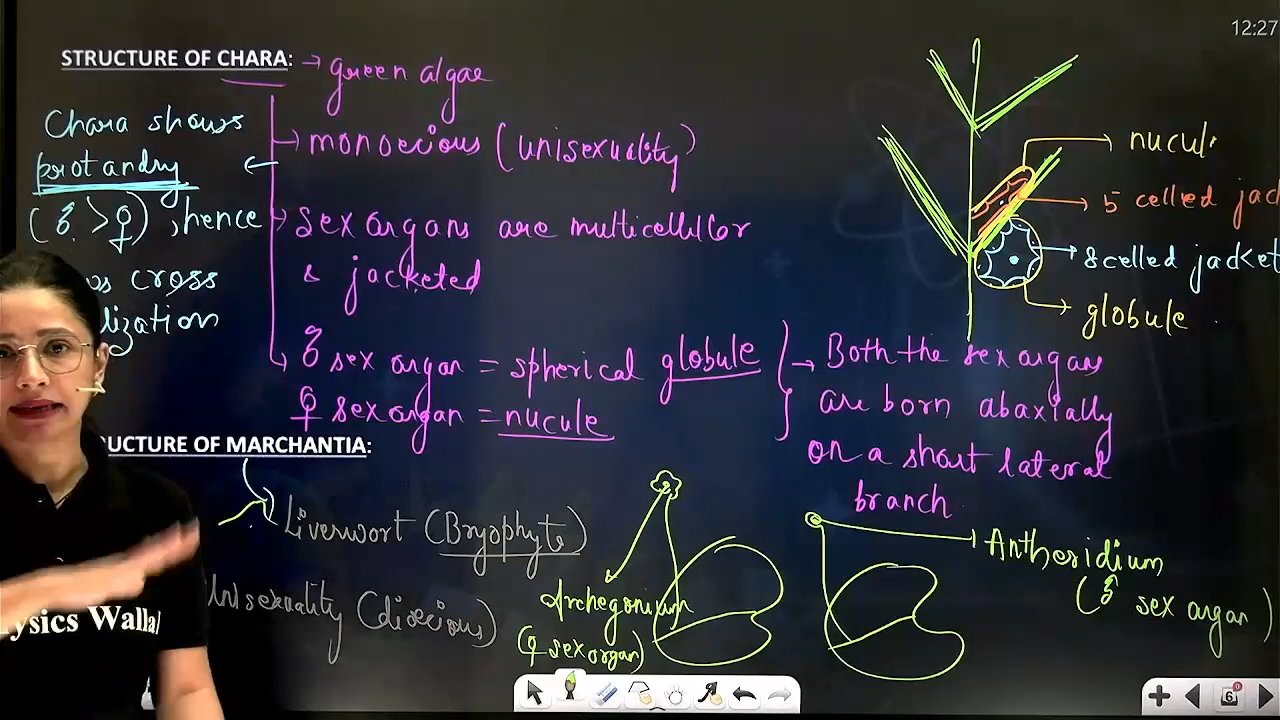 12:27
STRUCTURE OF CHARA: → green algae
Chara shows
protandry
(♂ > ♀), hence
cross
monoecious (unisexuality)
sex organs are multicellular
& jacketed
♂ sex organ = spherical globule
♀ sex organ = nucule
Both the sex organs
are born abaxially
on a short lateral
branch
nucul
5 celled jac
8 celled jacket
globule
UCTURE OF MARCHANTIA:
Liverwort (Bryophyte)
unisexuality (dioecious)
Archegonium
(♀ sex organ)
Antheridium
(♂ sex organ)
ysics Walla
6